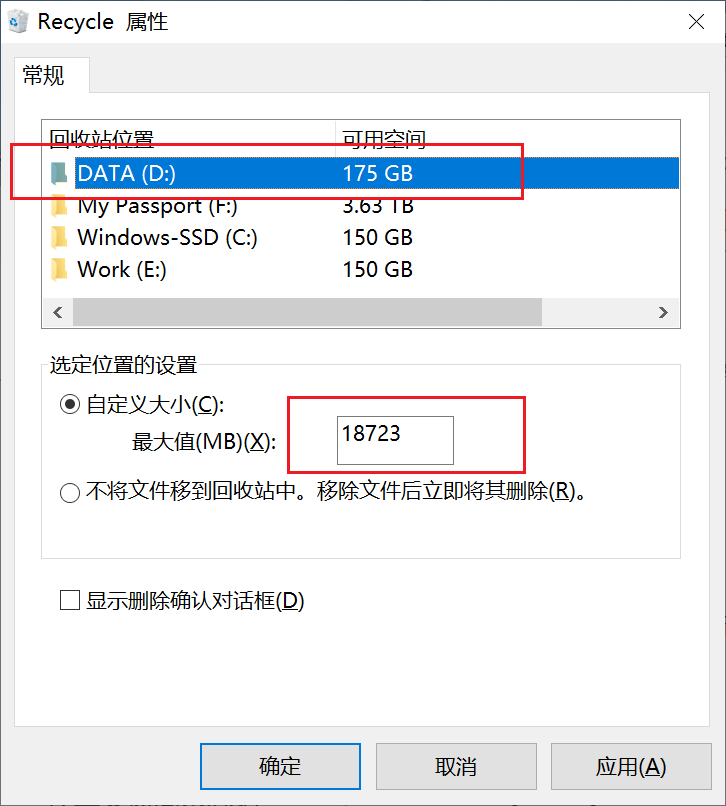 Recycle 属性
常规
回收站位置 可用空间
DATA (D:) 175 GB
My Passport (F:) 3.63 TB
Windows-SSD (C:) 150 GB
Work (E:) 150 GB
选定位置的设置
自定义大小(C):
最大值(MB)(X): 18723
不将文件移到回收站中。移除文件后立即将其删除(R)。
显示删除确认对话框(D)
确定 取消 应用(A)